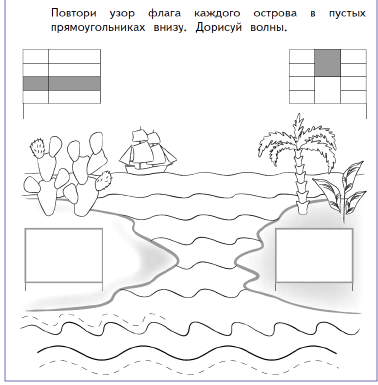 Повтори узор флага каждого острова в пустых
прямоугольниках внизу. Дорисуй волны.